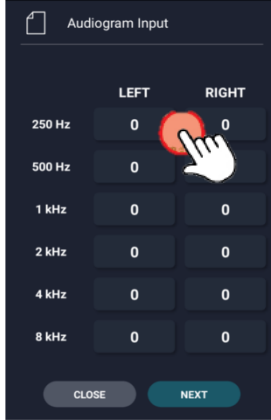 Audiogram Input
LEFT RIGHT
250 Hz 0 0
500 Hz 0
1 kHz 0 0
2 kHz 0 0
4 kHz 0 0
8 kHz 0 0
CLOSE NEXT